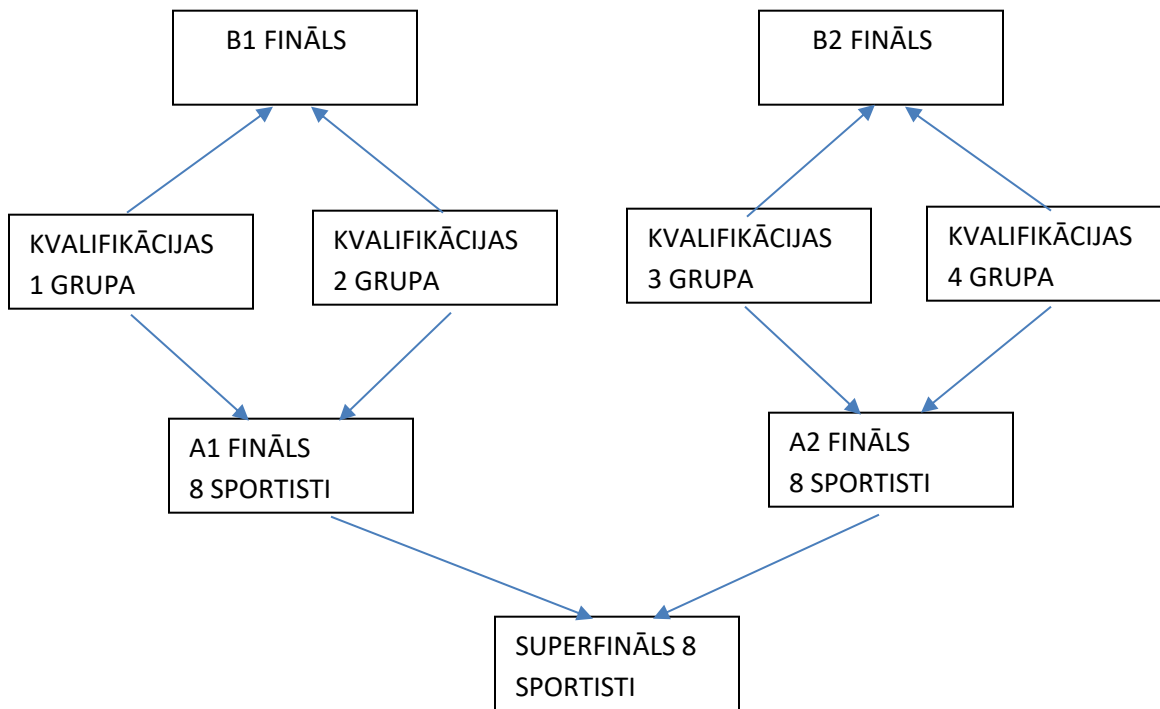 B1 FINĀLS
B2 FINĀLS
KVALIFIKĀCIJAS
1 GRUPA
KVALIFIKĀCIJAS
2 GRUPA
KVALIFIKĀCIJAS
3 GRUPA
KVALIFIKĀCIJAS
4 GRUPA
A1 FINĀLS
8 SPORTISTI
A2 FINĀLS
8 SPORTISTI
SUPERFINĀLS 8
SPORTISTI